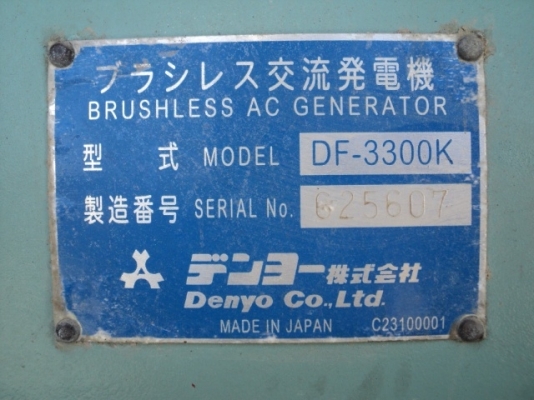 ブラシレス交流発電機
BRUSHLESS AC GENERATOR
型 式 MODEL DF-3300K
製造番号 SERIAL No. 625607
デンヨー株式会社
Denyo Co.,Ltd.
MADE IN JAPAN C23100001